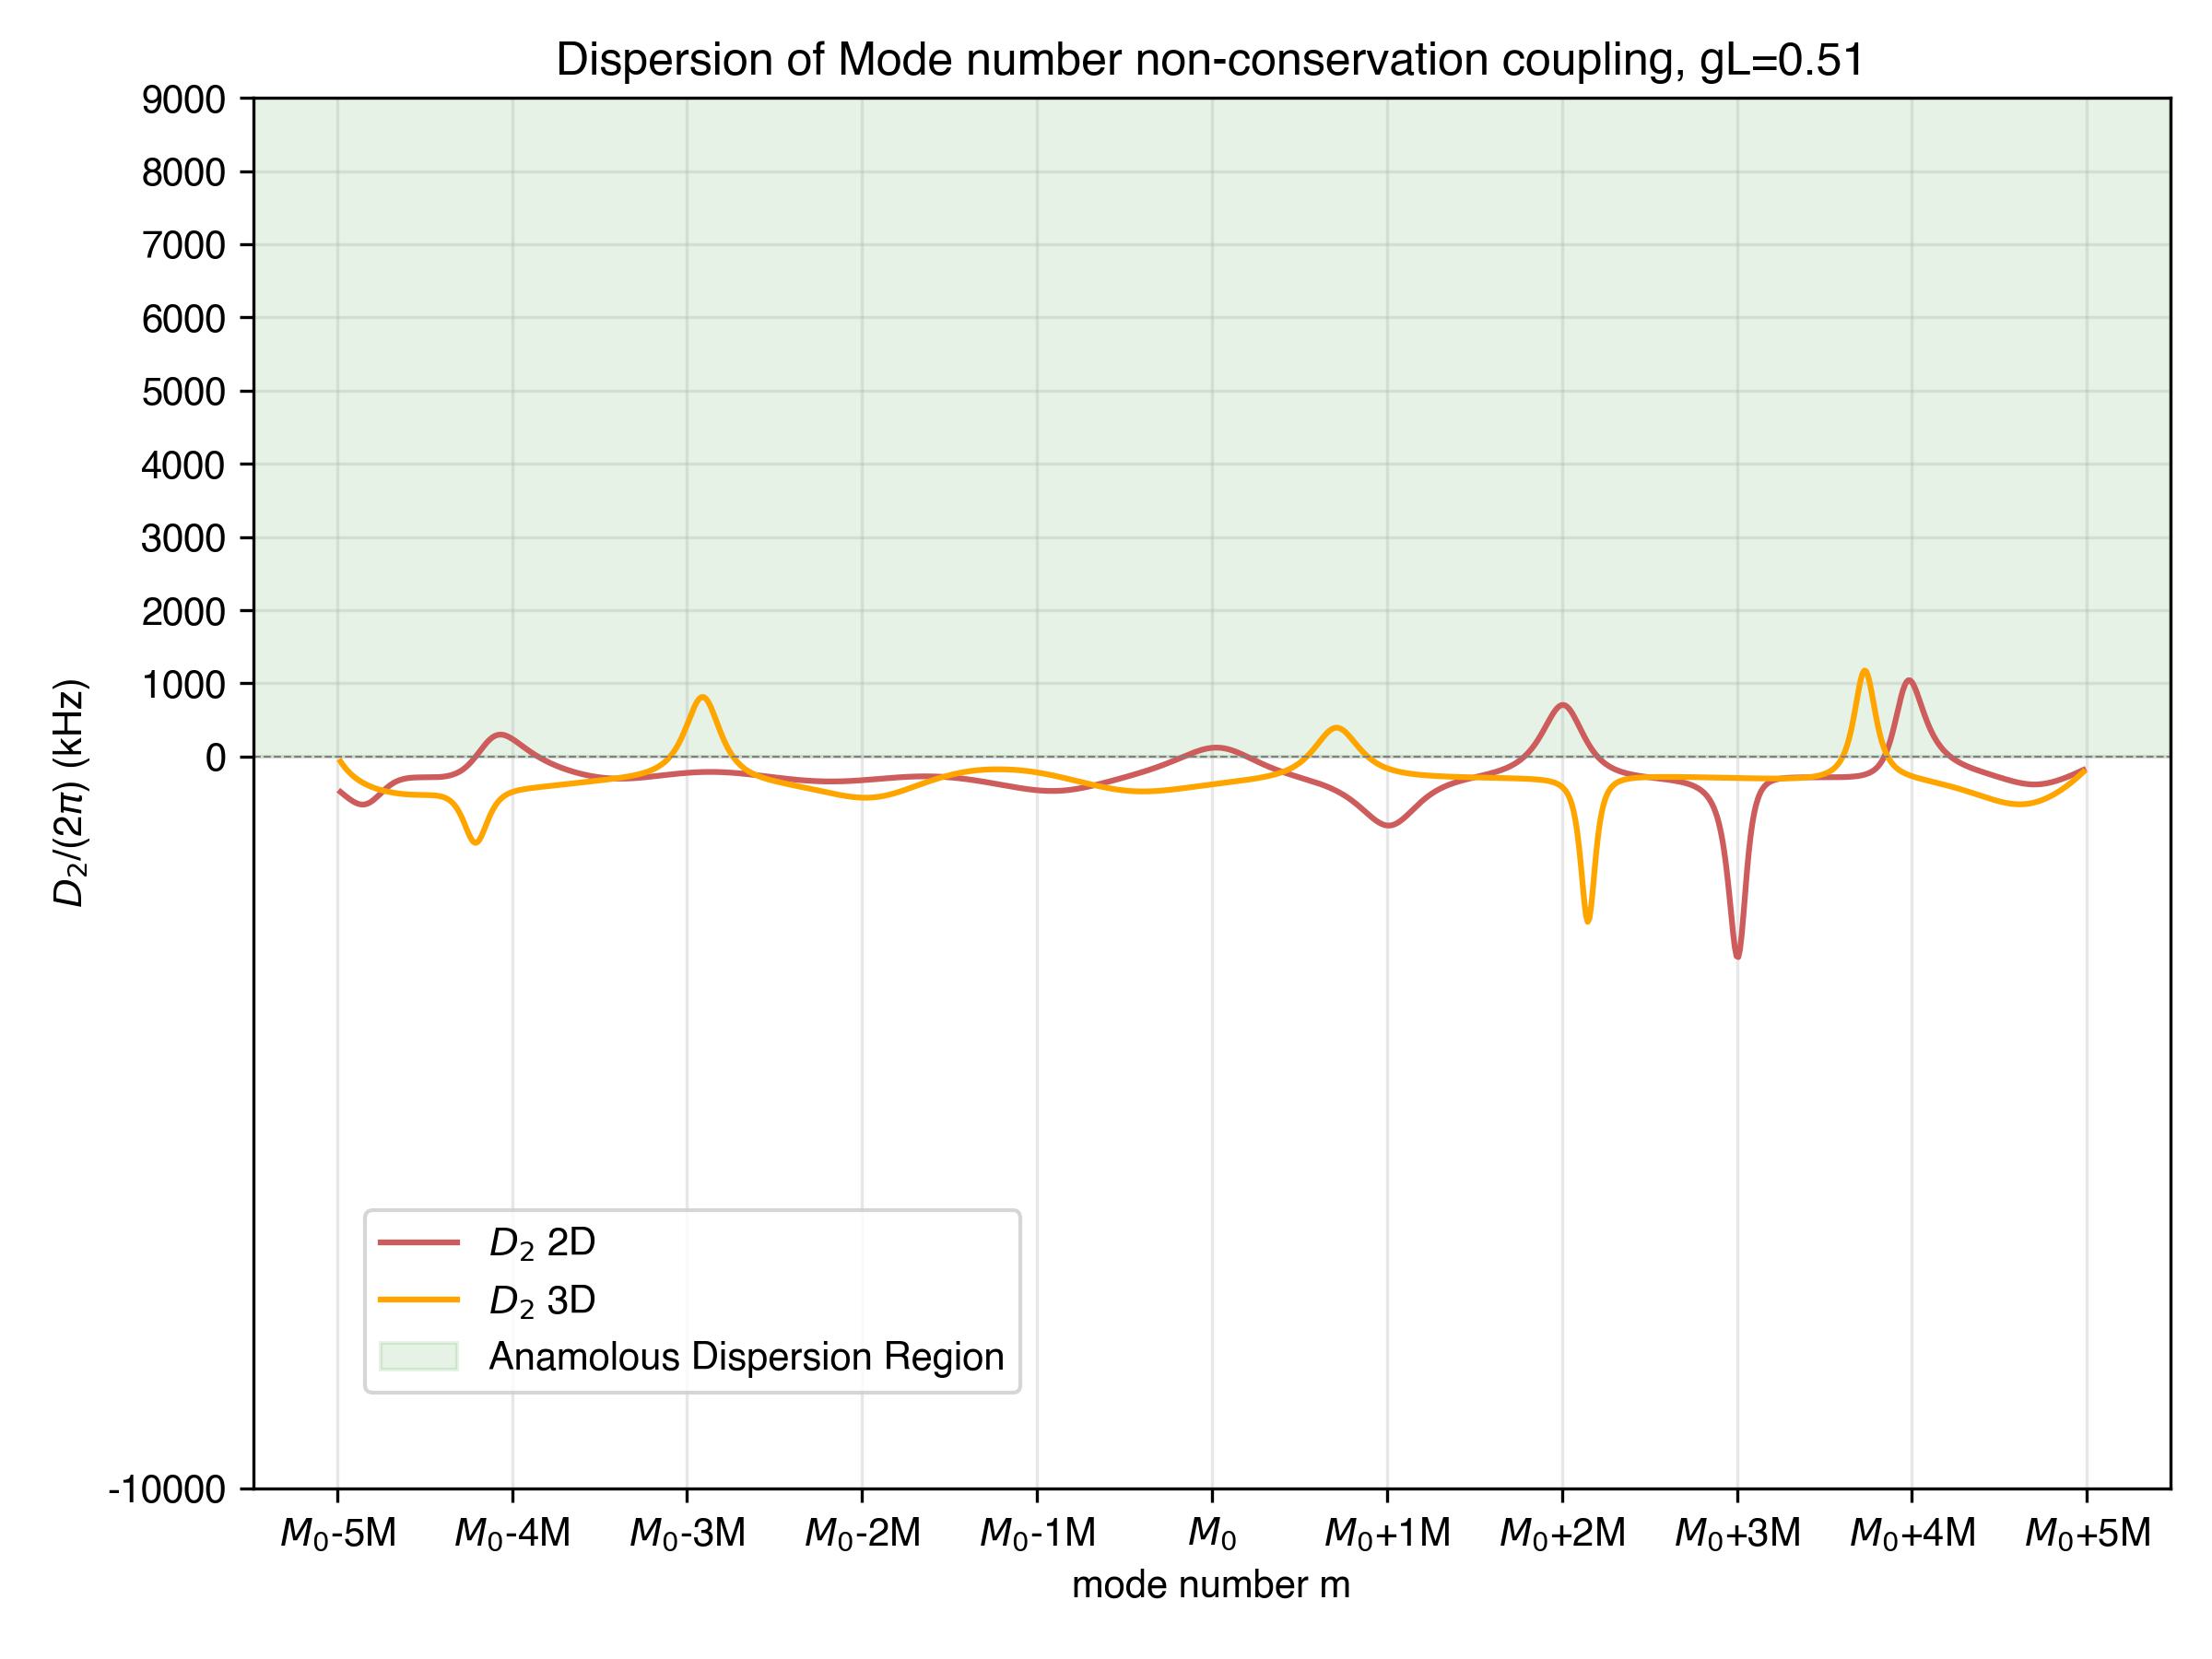 Dispersion of Mode number non-conservation coupling, gL=0.51
9000
8000
7000
6000
5000
4000
3000
2000
1000
0
-10000
D₂/(2π) (kHz)
D₂ 2D
D₂ 3D
Anamolous Dispersion Region
M₀-5M M₀-4M M₀-3M M₀-2M M₀-1M M₀ M₀+1M M₀+2M M₀+3M M₀+4M M₀+5M
mode number m